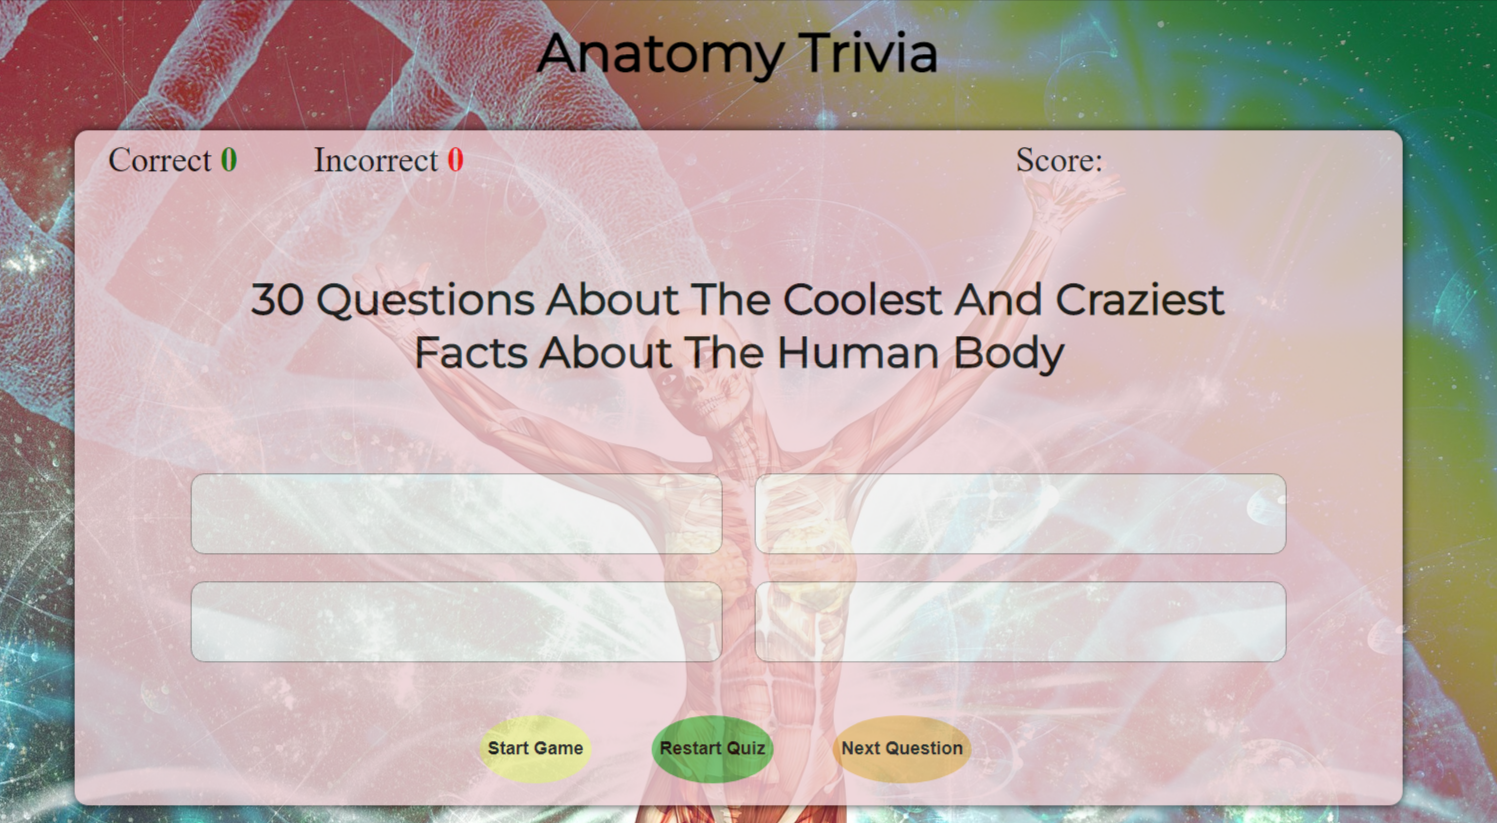 Anatomy Trivia
Correct 0 Incorrect 0 Score:
30 Questions About The Coolest And Craziest
Facts About The Human Body
Start Game Restart Quiz Next Question